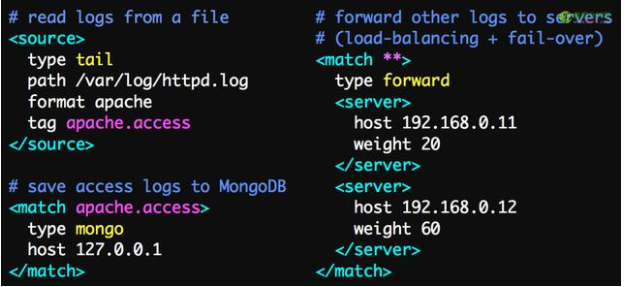 # read logs from a file
<source>
  type tail
  path /var/log/httpd.log
  format apache
  tag apache.access
</source>

# save access logs to MongoDB
<match apache.access>
  type mongo
  host 127.0.0.1
</match>

# forward other logs to servers
# (load-balancing + fail-over)
<match **>
  type forward
  <server>
    host 192.168.0.11
    weight 20
  </server>
  <server>
    host 192.168.0.12
    weight 60
  </server>
</match>